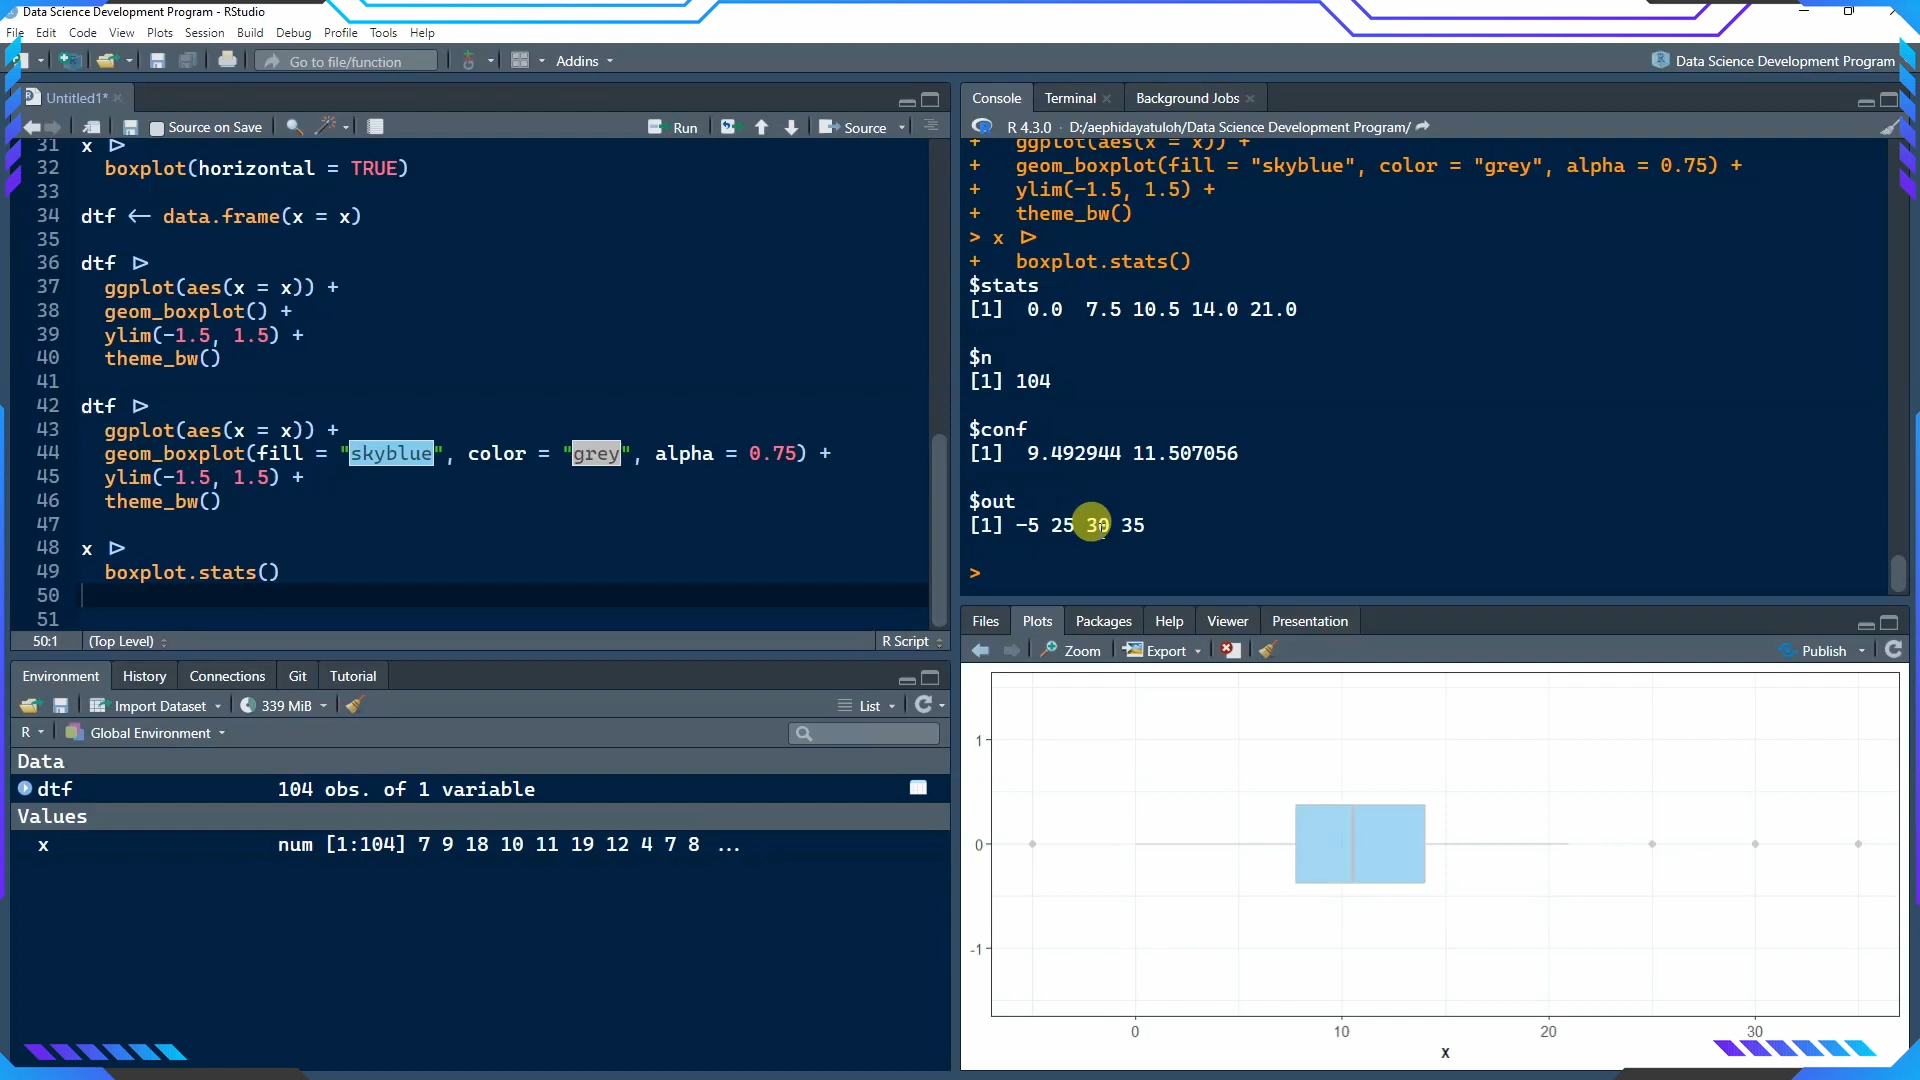 Data Science Development Program - RStudio
File Edit Code View Plots Session Build Debug Profile Tools Help
Go to file/function
Addins
Data Science Development Program
Untitled1*
Source on Save
Run
Source
31 x |>
32 boxplot(horizontal = TRUE)
33
34 dtf <- data.frame(x = x)
35
36 dtf |>
37 ggplot(aes(x = x)) +
38 geom_boxplot() +
39 ylim(-1.5, 1.5) +
40 theme_bw()
41
42 dtf |>
43 ggplot(aes(x = x)) +
44 geom_boxplot(fill = "skyblue", color = "grey", alpha = 0.75) +
45 ylim(-1.5, 1.5) +
46 theme_bw()
47
48 x |>
49 boxplot.stats()
50
51
50:1 (Top Level) R Script
Console Terminal Background Jobs
R 4.3.0 · D:/aephidayatuloh/Data Science Development Program/
+ ggplot(aes(x = x)) +
+ geom_boxplot(fill = "skyblue", color = "grey", alpha = 0.75) +
+ ylim(-1.5, 1.5) +
+ theme_bw()
> x |>
+ boxplot.stats()
$stats
[1] 0.0 7.5 10.5 14.0 21.0
$n
[1] 104
$conf
[1] 9.492944 11.507056
$out
[1] -5 25 30 35
>
Environment History Connections Git Tutorial
Import Dataset 339 MiB List
R Global Environment
Data
dtf 104 obs. of 1 variable
Values
x num [1:104] 7 9 18 10 11 19 12 4 7 8 ...
Files Plots Packages Help Viewer Presentation
Zoom Export Publish
1
0
-1
0 10 20 30
x